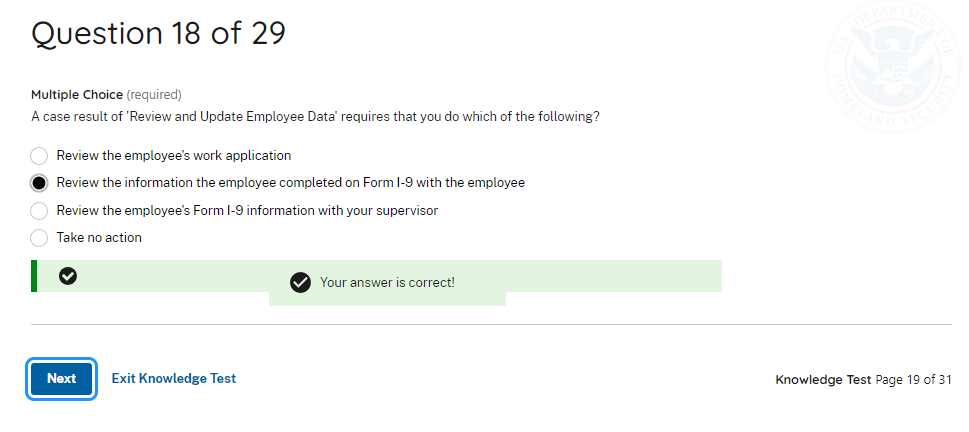 Question 18 of 29
U.S. DEPARTMENT OF HOMELAND SECURITY
Multiple Choice (required)
A case result of 'Review and Update Employee Data' requires that you do which of the following?
Review the employee's work application
Review the information the employee completed on Form I-9 with the employee
Review the employee's Form I-9 information with your supervisor
Take no action
Your answer is correct!
Next
Exit Knowledge Test
Knowledge Test Page 19 of 31